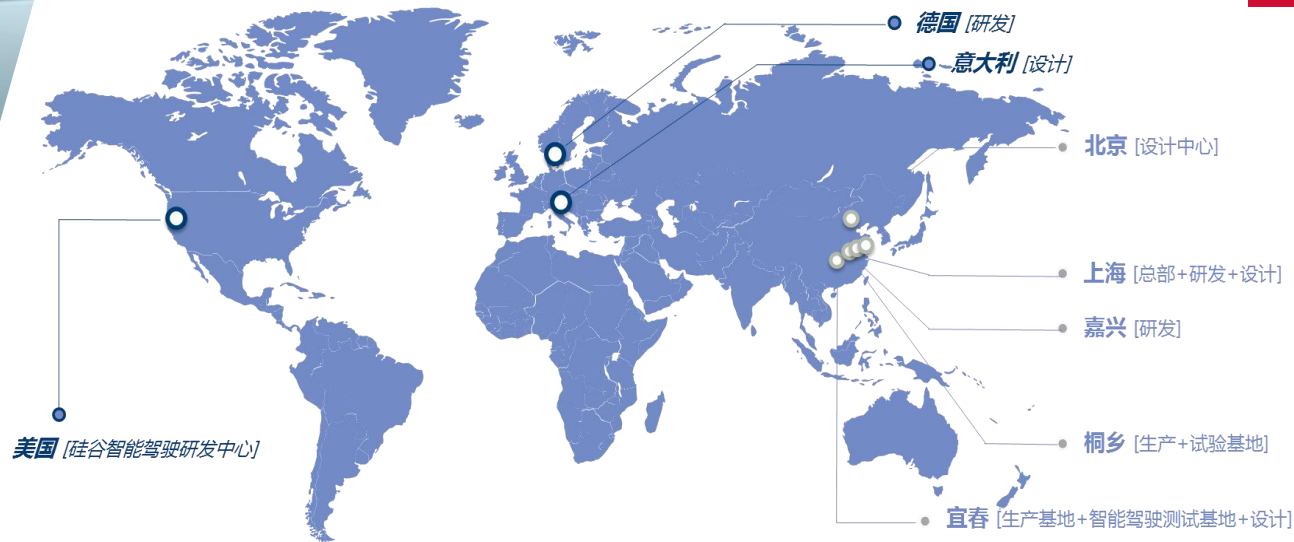 德国 [研发]
意大利 [设计]
北京 [设计中心]
上海 [总部+研发+设计]
嘉兴 [研发]
美国 [硅谷智能驾驶研发中心]
桐乡 [生产+试验基地]
宜春 [生产基地+智能驾驶测试基地+设计]